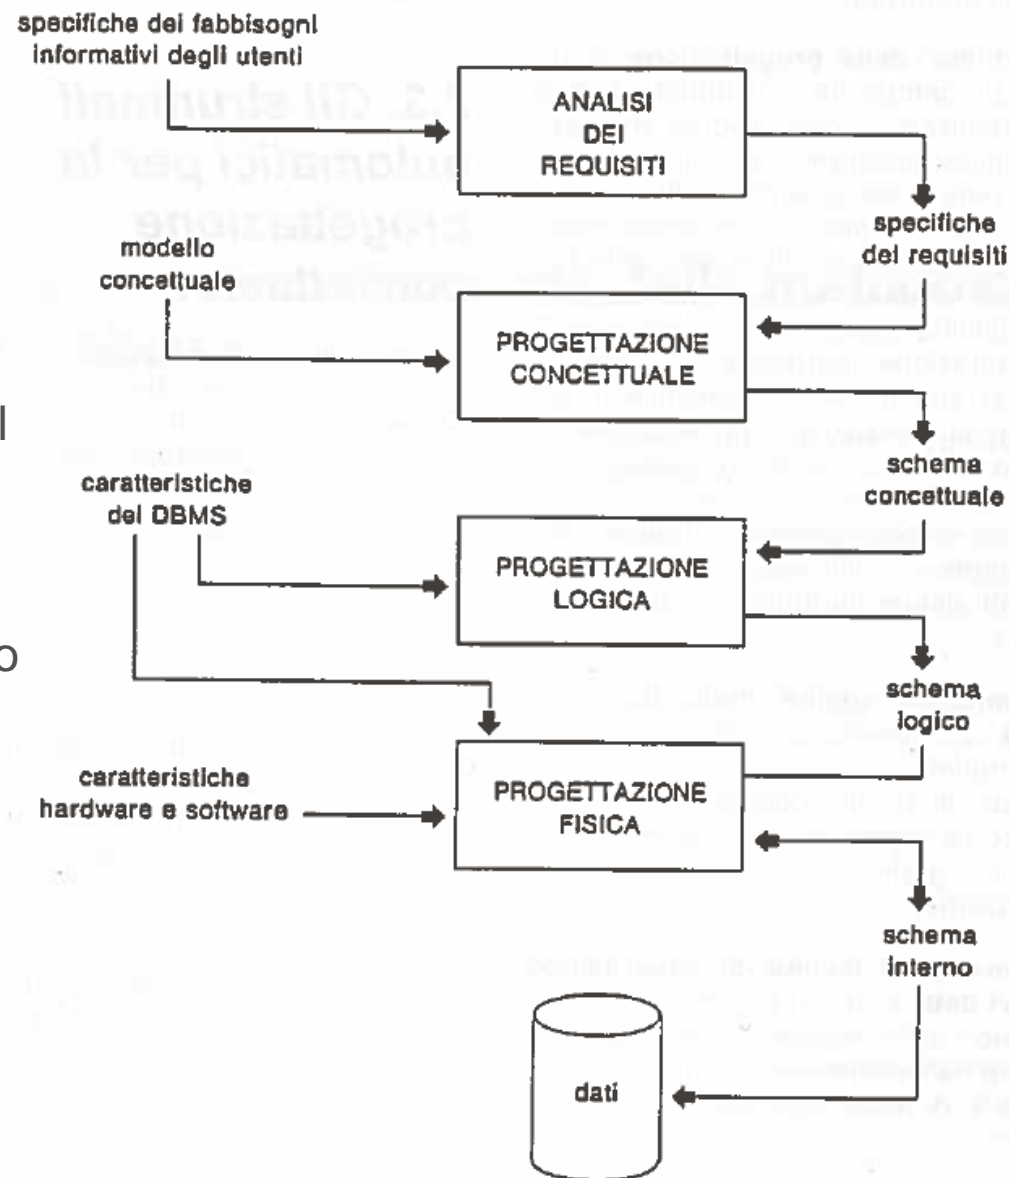 specifiche dei fabbisogni
informativi degli utenti
ANALISI
DEI
REQUISITI
specifiche
dei requisiti
modello
concettuale
PROGETTAZIONE
CONCETTUALE
schema
concettuale
caratteristiche
del DBMS
PROGETTAZIONE
LOGICA
schema
logico
caratteristiche
hardware e software
PROGETTAZIONE
FISICA
schema
interno
dati
l
o